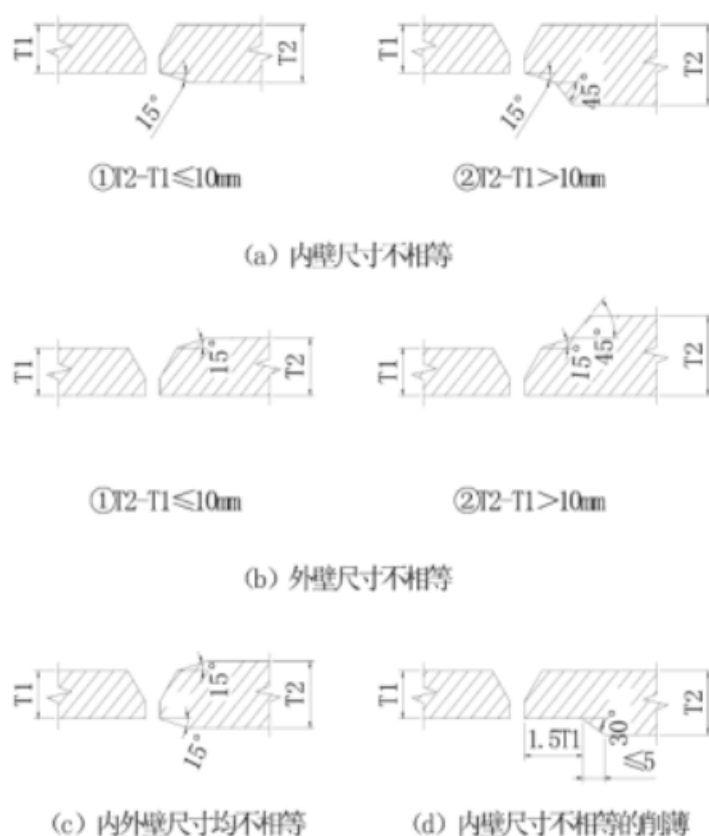 T1 T2 T1 T2
15° 15° 45°
①T2-T1≤10mm ②T2-T1>10mm
(a) 内壁尺寸不相等
T1 15° T2 T1 15° 45° T2
①T2-T1≤10mm ②T2-T1>10mm
(b) 外壁尺寸不相等
T1 15° T2 T1 T2
15° 1.5T1 30° ≤5
(c) 内外壁尺寸均不相等 (d) 内壁尺寸不相等的削薄